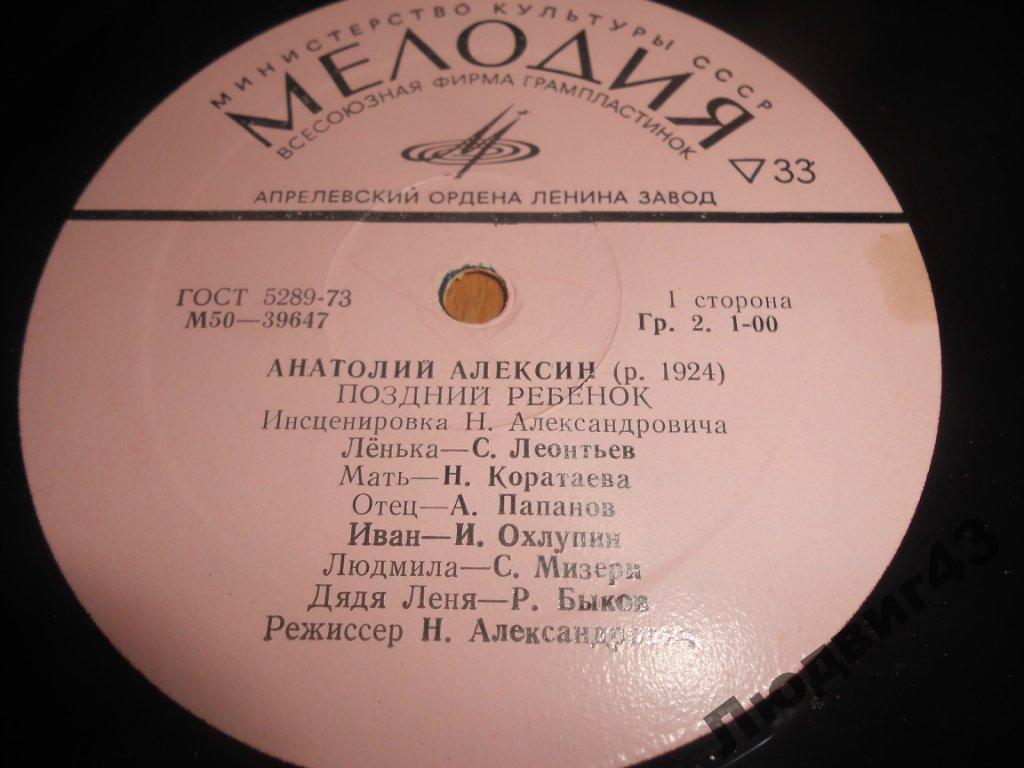 МИНИСТЕРСТВО КУЛЬТУРЫ СССР
МЕЛОДИЯ
ВСЕСОЮЗНАЯ ФИРМА ГРАМПЛАСТИНОК
33
АПРЕЛЕВСКИЙ ОРДЕНА ЛЕНИНА ЗАВОД
ГОСТ 5289-73
М50—39647
1 сторона
Гр. 2. 1-00
АНАТОЛИЙ АЛЕКСИН (р. 1924)
ПОЗДНИЙ РЕБЕНОК
Инсценировка Н. Александровича
Лёнька—С. Леонтьев
Мать—Н. Коратаева
Отец—А. Папанов
Иван—И. Охлупин
Людмила—С. Мизери
Дядя Леня—Р. Быков
Режиссер Н. Александрович
Людвиг43